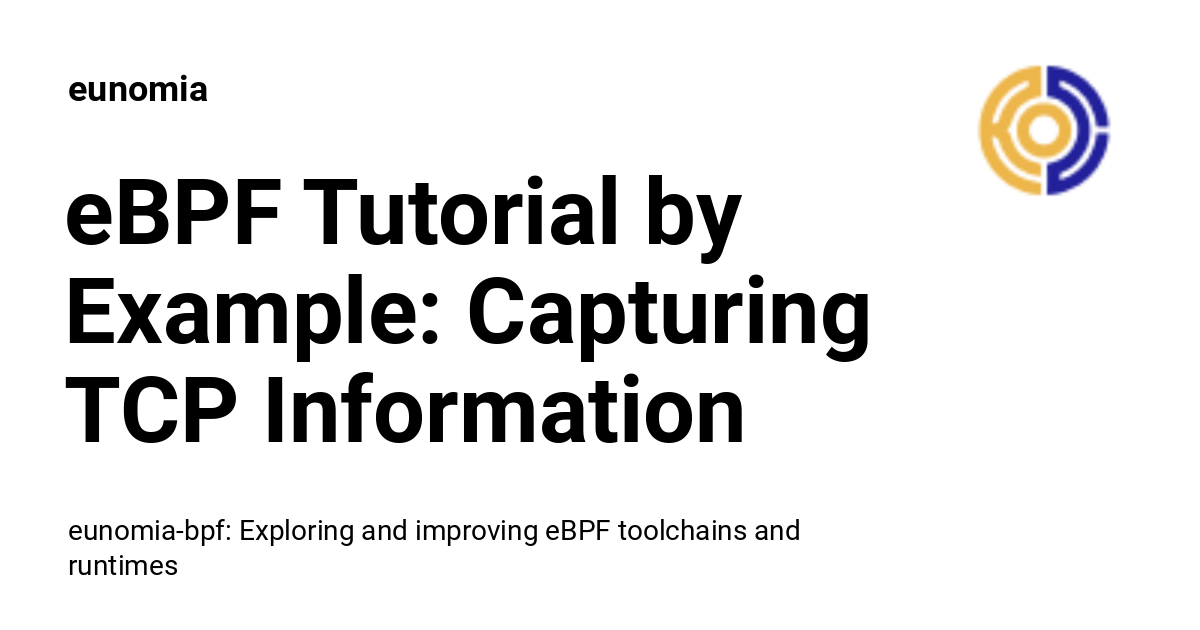 eunomia
eBPF Tutorial by
Example: Capturing
TCP Information
eunomia-bpf: Exploring and improving eBPF toolchains and
runtimes